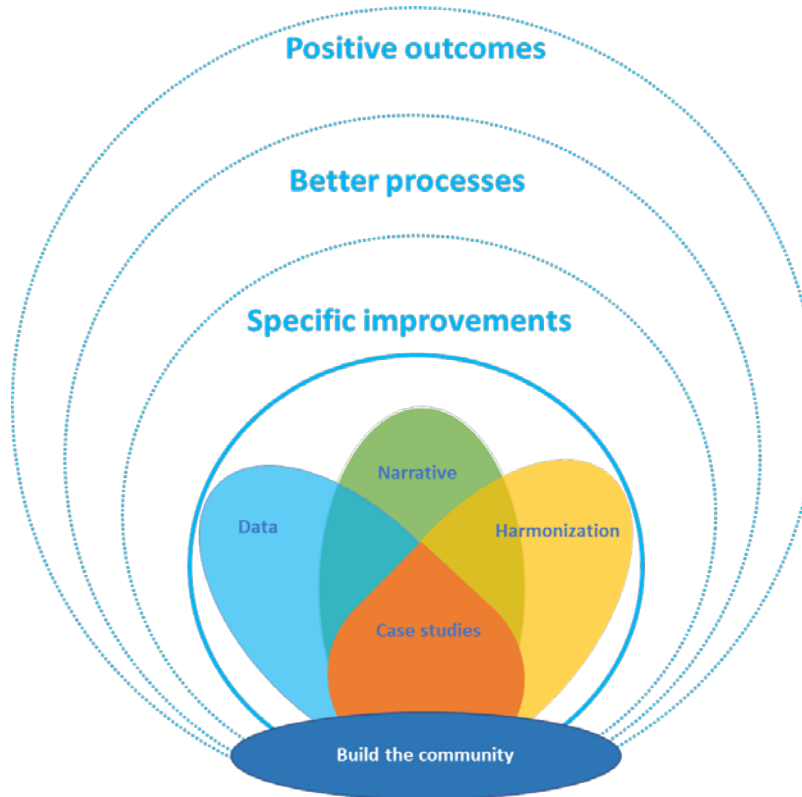 Positive outcomes
Better processes
Specific improvements
Narrative
Data
Harmonization
Case studies
Build the community